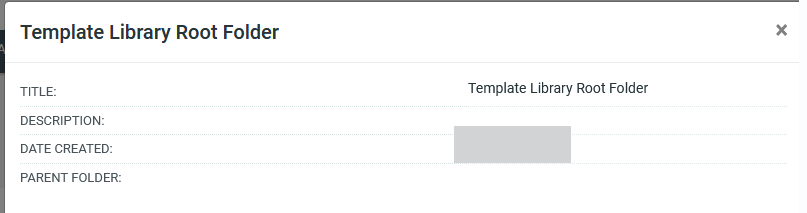 Template Library Root Folder ×
TITLE: Template Library Root Folder
DESCRIPTION:
DATE CREATED:
PARENT FOLDER: